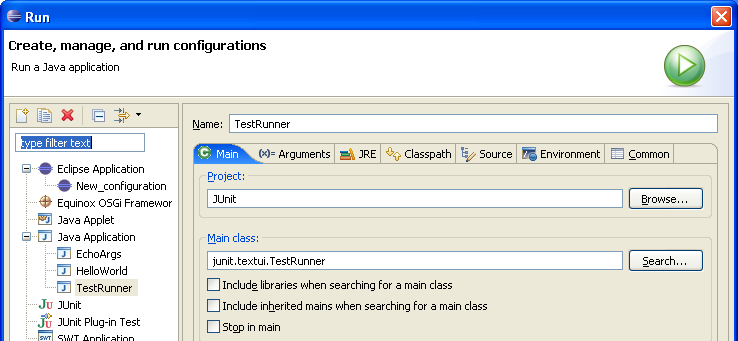 Run
Create, manage, and run configurations
Run a Java application
type filter text
Eclipse Application
New_configuration
Equinox OSGi Framewor
Java Applet
Java Application
EchoArgs
HelloWorld
TestRunner
JUnit
JUnit Plug-in Test
SWT Application
Name: TestRunner
Main (x)= Arguments JRE Classpath Source Environment Common
Project:
JUnit Browse...
Main class:
junit.textui.TestRunner Search...
Include libraries when searching for a main class
Include inherited mains when searching for a main class
Stop in main